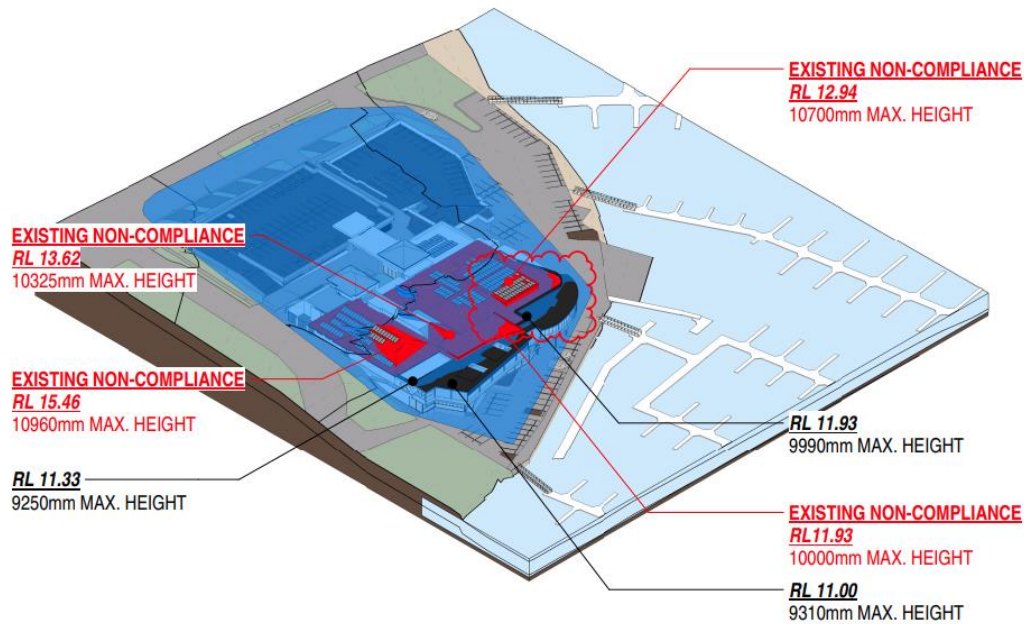 EXISTING NON-COMPLIANCE
RL 12.94
10700mm MAX. HEIGHT
EXISTING NON-COMPLIANCE
RL 13.62
10325mm MAX. HEIGHT
EXISTING NON-COMPLIANCE
RL 15.46
10960mm MAX. HEIGHT
RL 11.33
9250mm MAX. HEIGHT
RL 11.93
9990mm MAX. HEIGHT
EXISTING NON-COMPLIANCE
RL11.93
10000mm MAX. HEIGHT
RL 11.00
9310mm MAX. HEIGHT